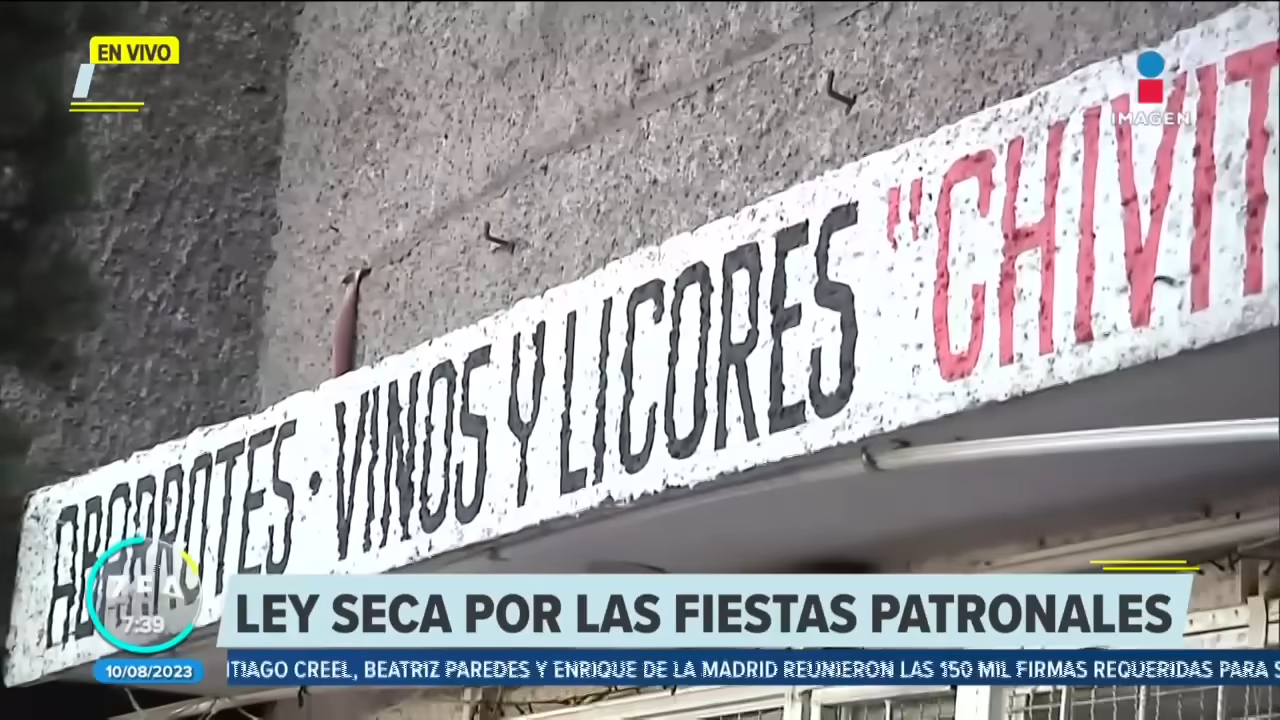 EN VIVO
IMAGEN
ABARROTES · VINOS Y LICORES "CHIVIT
7:39
LEY SECA POR LAS FIESTAS PATRONALES
10/08/2023
TIAGO CREEL, BEATRIZ PAREDES Y ENRIQUE DE LA MADRID REUNIERON LAS 150 MIL FIRMAS REQUERIDAS PARA S